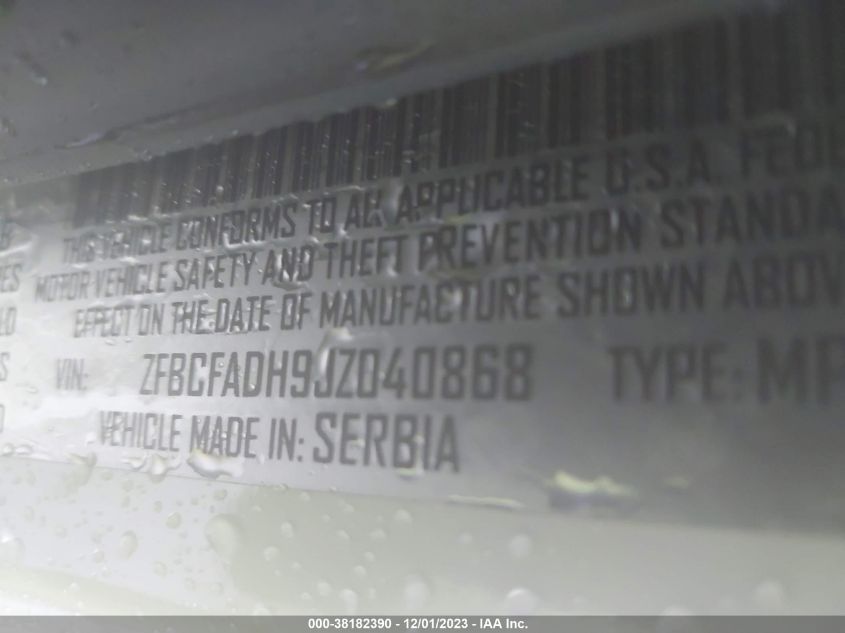 B
THIS VEHICLE CONFORMS TO ALL APPLICABLE U.S.A. FEDE
MOTOR VEHICLE SAFETY AND THEFT PREVENTION STANDA
EFFECT ON THE DATE OF MANUFACTURE SHOWN ABOV
VIN: ZFBCFADH9JZ040868 TYPE: MP
VEHICLE MADE IN: SERBIA
000-38182390 - 12/01/2023 - IAA Inc.